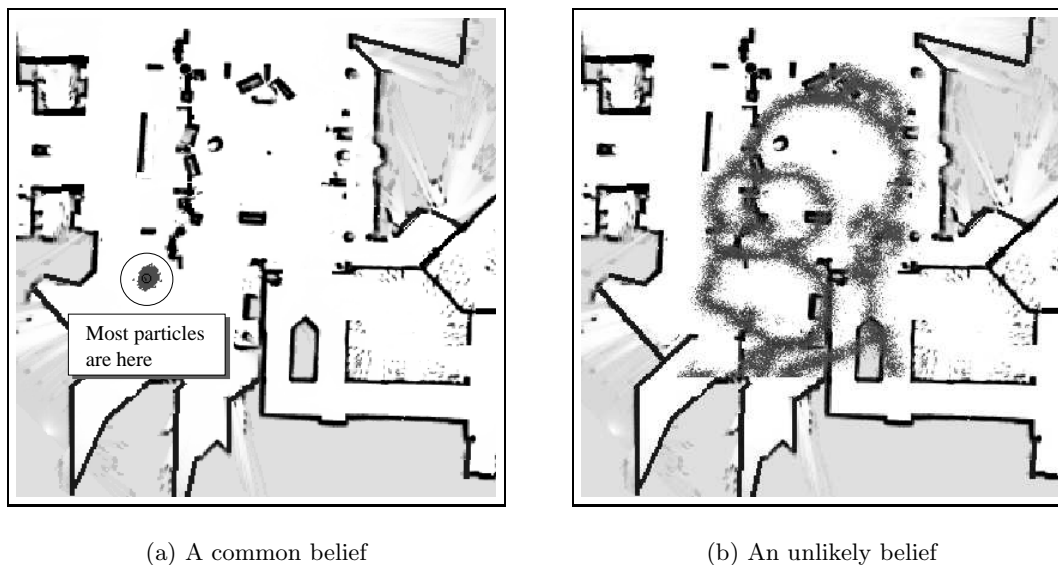 Most particles
are here
(a) A common belief
(b) An unlikely belief